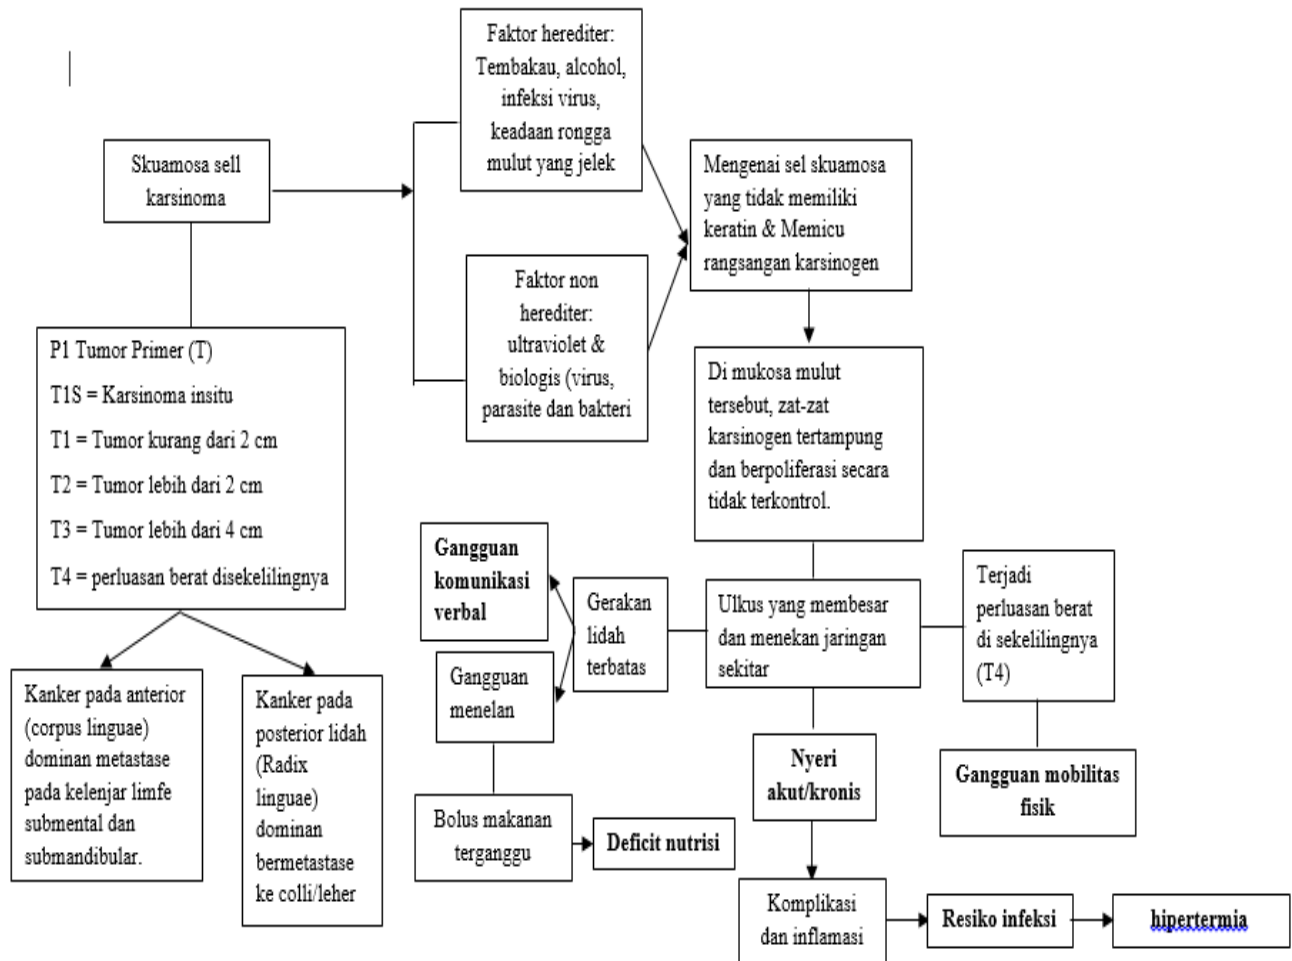 Faktor herediter:
Tembakau, alcohol,
infeksi virus,
keadaan rongga
mulut yang jelek
Skuamosa sell
karsinoma
Mengenai sel skuamosa
yang tidak memiliki
keratin & Memicu
rangsangan karsinogen
Faktor non
herediter:
ultraviolet &
biologis (virus,
parasite dan bakteri
P1 Tumor Primer (T)
T1S = Karsinoma insitu
T1 = Tumor kurang dari 2 cm
T2 = Tumor lebih dari 2 cm
T3 = Tumor lebih dari 4 cm
T4 = perluasan berat disekelilingnya
Di mukosa mulut
tersebut, zat-zat
karsinogen tertampung
dan berpoliferasi secara
tidak terkontrol.
Gangguan
komunikasi
verbal
Gerakan
lidah
terbatas
Ulkus yang membesar
dan menekan jaringan
sekitar
Terjadi
perluasan berat
di sekelilingnya
(T4)
Kanker pada anterior
(corpus linguae)
dominan metastase
pada kelenjar limfe
submental dan
submandibular.
Kanker pada
posterior lidah
(Radix
linguae)
dominan
bermetastase
ke colli/leher
Gangguan
menelan
Nyeri
akut/kronis
Gangguan mobilitas
fisik
Bolus makanan
terganggu
Deficit nutrisi
Komplikasi
dan inflamasi
Resiko infeksi
hipertermia